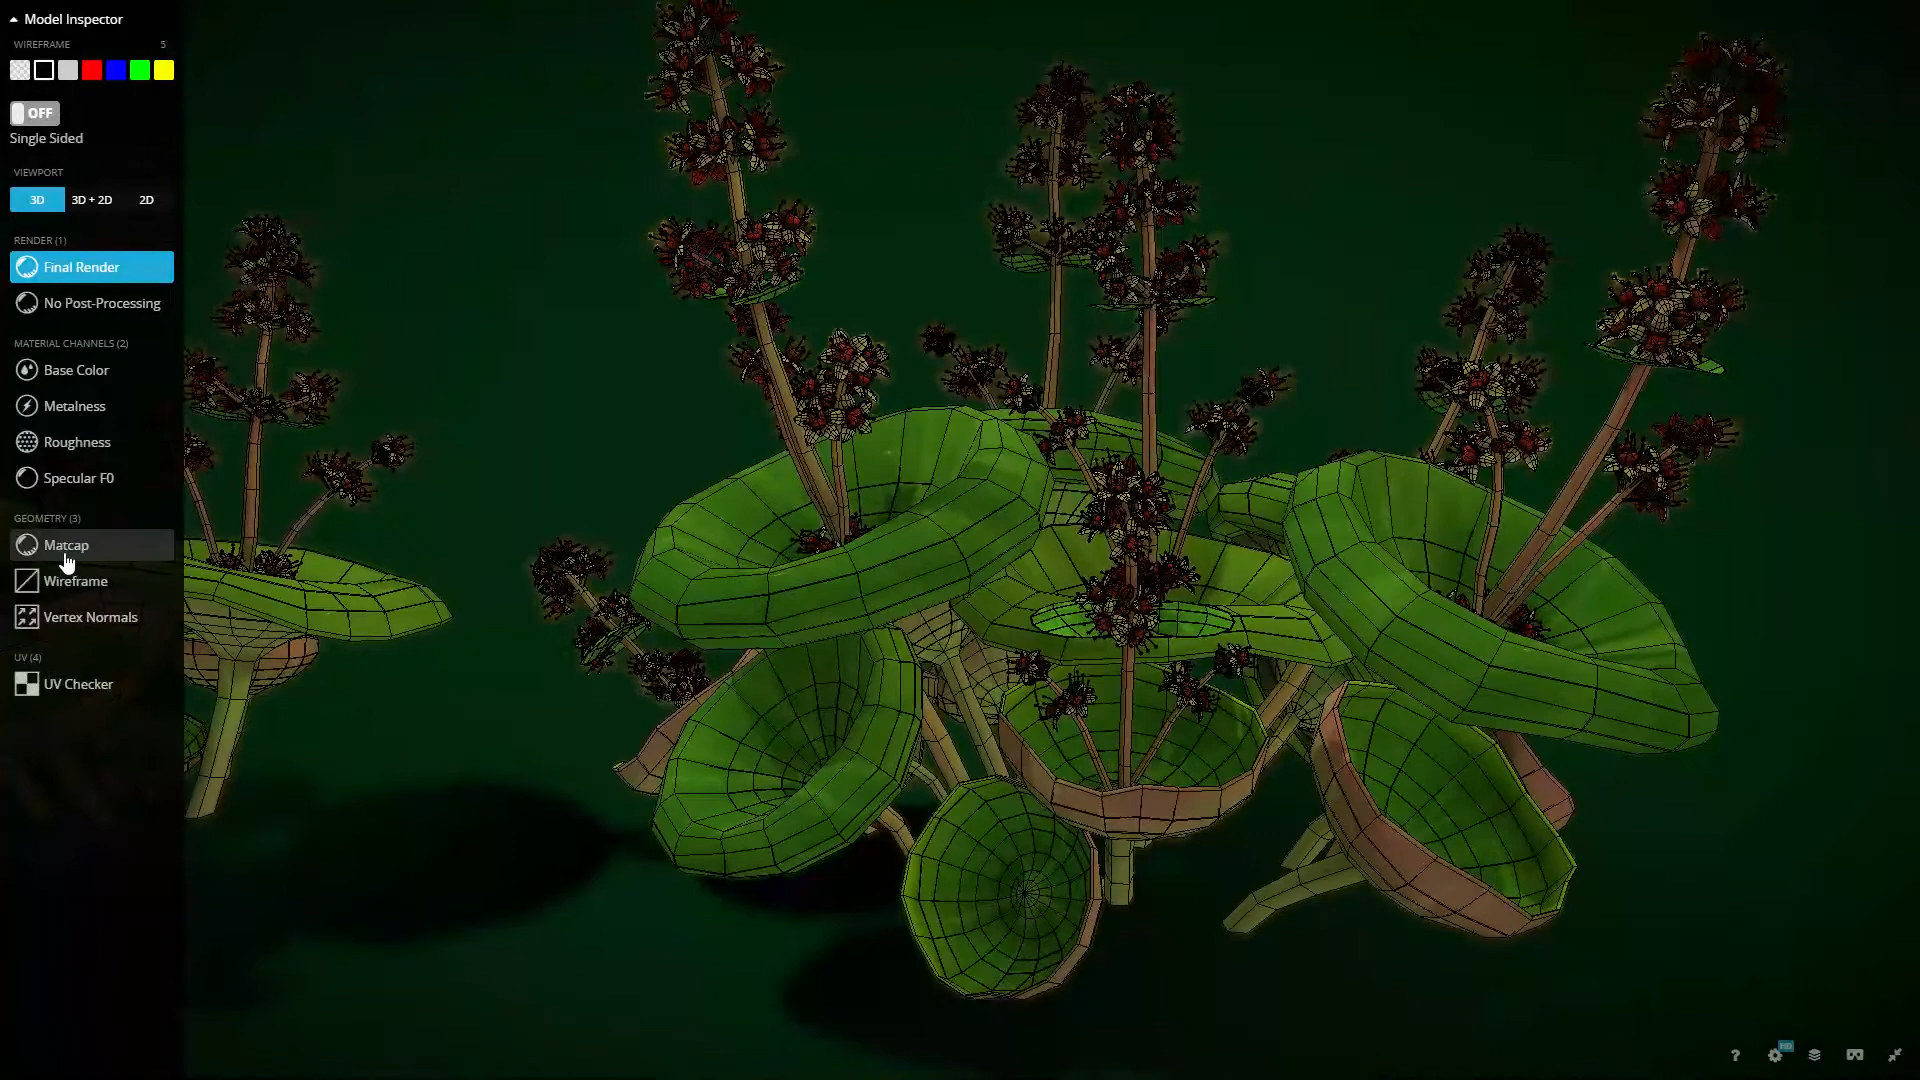 Model Inspector
WIREFRAME 5
OFF
Single Sided
VIEWPORT
3D 3D + 2D 2D
RENDER (1)
Final Render
No Post-Processing
MATERIAL CHANNELS (2)
Base Color
Metalness
Roughness
Specular F0
GEOMETRY (3)
Matcap
Wireframe
Vertex Normals
UV (4)
UV Checker
? HD